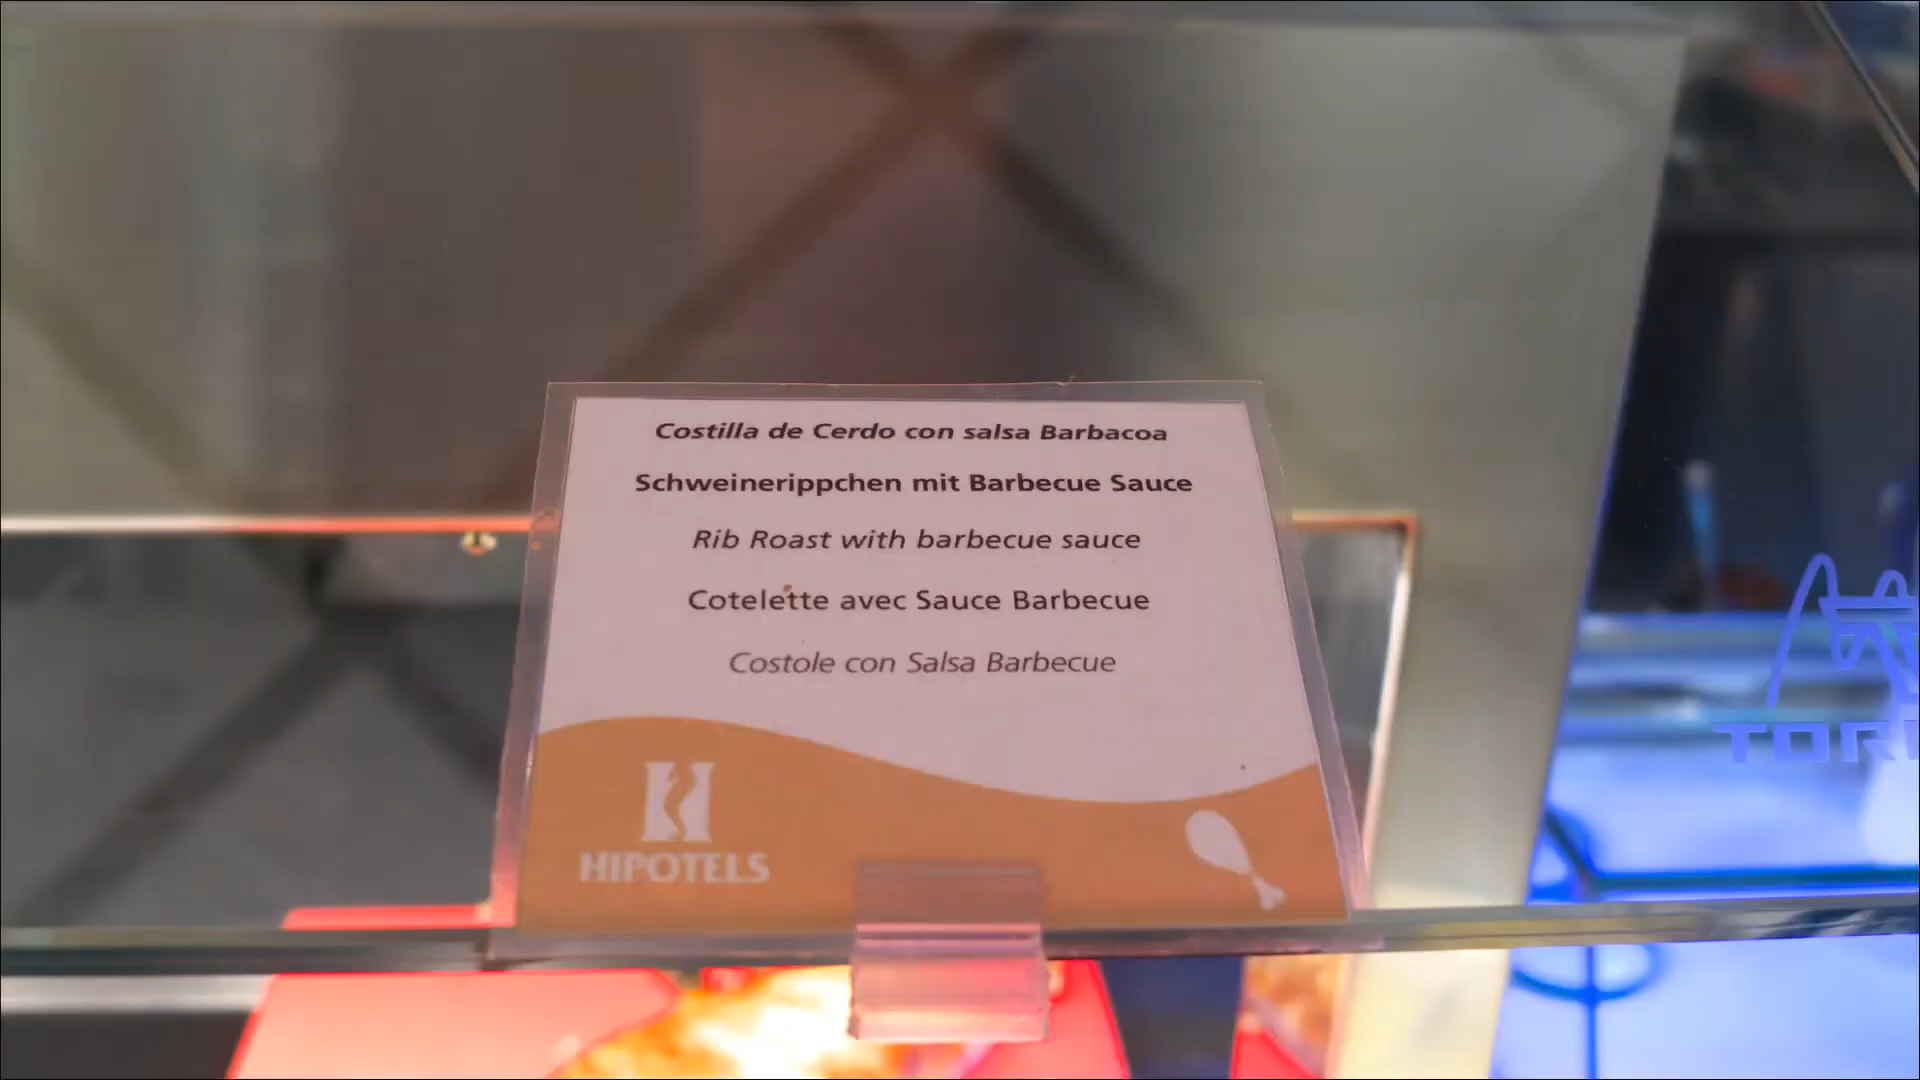 Costilla de Cerdo con salsa Barbacoa
Schweinerippchen mit Barbecue Sauce
Rib Roast with barbecue sauce
Cotelette avec Sauce Barbecue
Costole con Salsa Barbecue
HIPOTELS